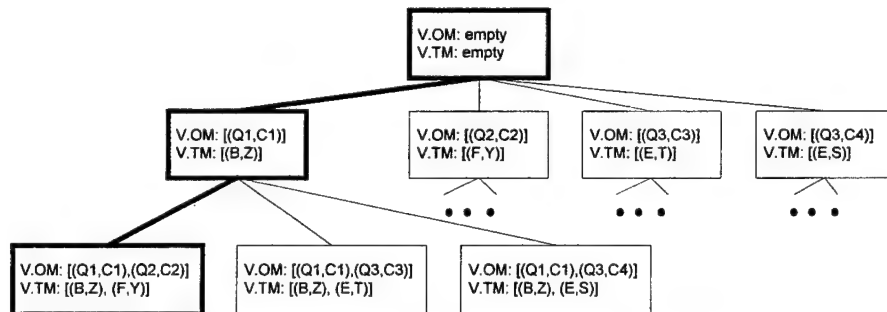 V.OM: empty
V.TM: empty
V.OM: [(Q1,C1)]
V.TM: [(B,Z)]
V.OM: [(Q2,C2)]
V.TM: [(F,Y)]
V.OM: [(Q3,C3)]
V.TM: [(E,T)]
V.OM: [(Q3,C4)]
V.TM: [(E,S)]
V.OM: [(Q1,C1),(Q2,C2)]
V.TM: [(B,Z), (F,Y)]
V.OM: [(Q1,C1),(Q3,C3)]
V.TM: [(B,Z), (E,T)]
V.OM: [(Q1,C1),(Q3,C4)]
V.TM: [(B,Z), (E,S)]